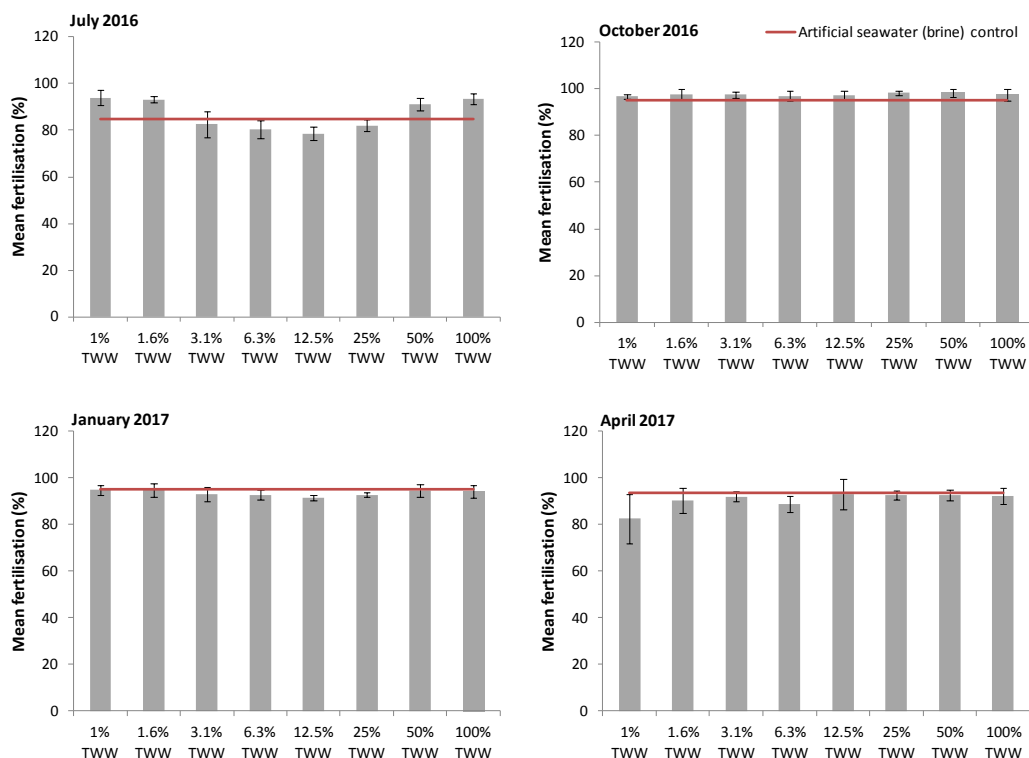 July 2016
Mean fertilisation (%)
120
100
80
60
40
20
0
1% 1.6% 3.1% 6.3% 12.5% 25% 50% 100%
TWW TWW TWW TWW TWW TWW TWW TWW
October 2016
Artificial seawater (brine) control
Mean fertilisation (%)
120
100
80
60
40
20
0
1% 1.6% 3.1% 6.3% 12.5% 25% 50% 100%
TWW TWW TWW TWW TWW TWW TWW TWW
January 2017
Mean fertilisation (%)
120
100
80
60
40
20
0
1% 1.6% 3.1% 6.3% 12.5% 25% 50% 100%
TWW TWW TWW TWW TWW TWW TWW TWW
April 2017
Mean fertilisation (%)
120
100
80
60
40
20
0
1% 1.6% 3.1% 6.3% 12.5% 25% 50% 100%
TWW TWW TWW TWW TWW TWW TWW TWW